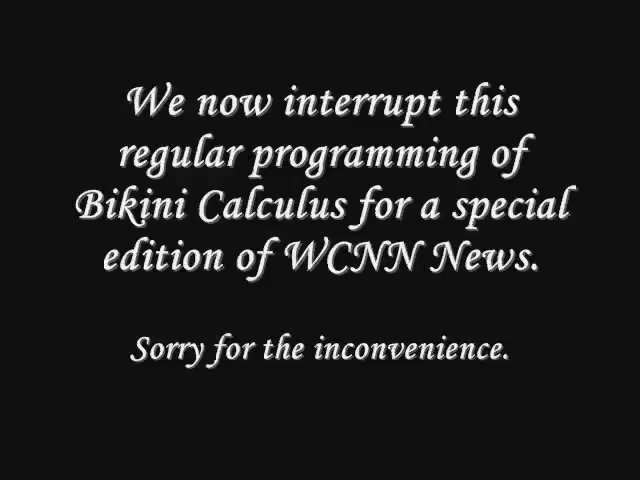 We now interrupt this
regular programming of
Bikini Calculus for a special
edition of WCNN News.
Sorry for the inconvenience.